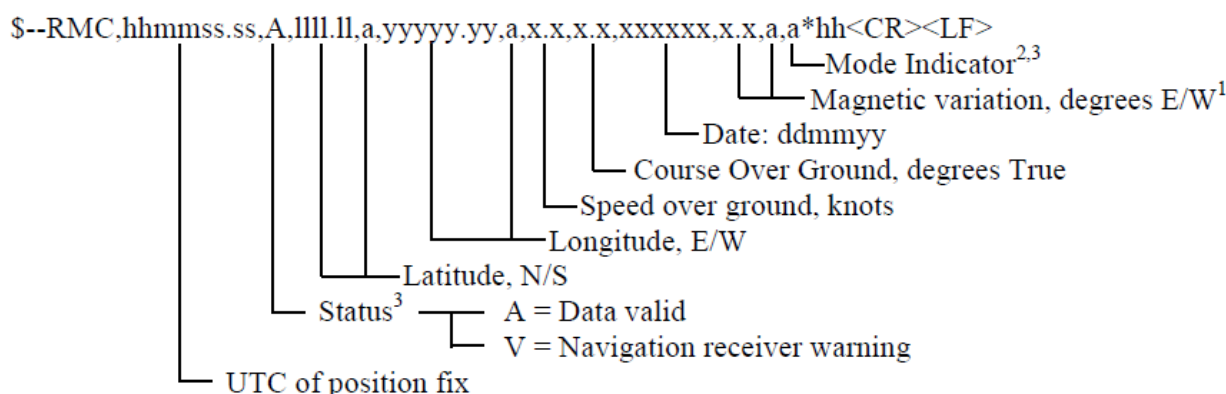 $--RMC,hhmmss.ss,A,llll.ll,a,yyyyy.yy,a,x.x,x.x,xxxxxx,x.x,a,a*hh<CR><LF>
Mode Indicator2,3
Magnetic variation, degrees E/W1
Date: ddmmyy
Course Over Ground, degrees True
Speed over ground, knots
Longitude, E/W
Latitude, N/S
Status3 A = Data valid
V = Navigation receiver warning
UTC of position fix